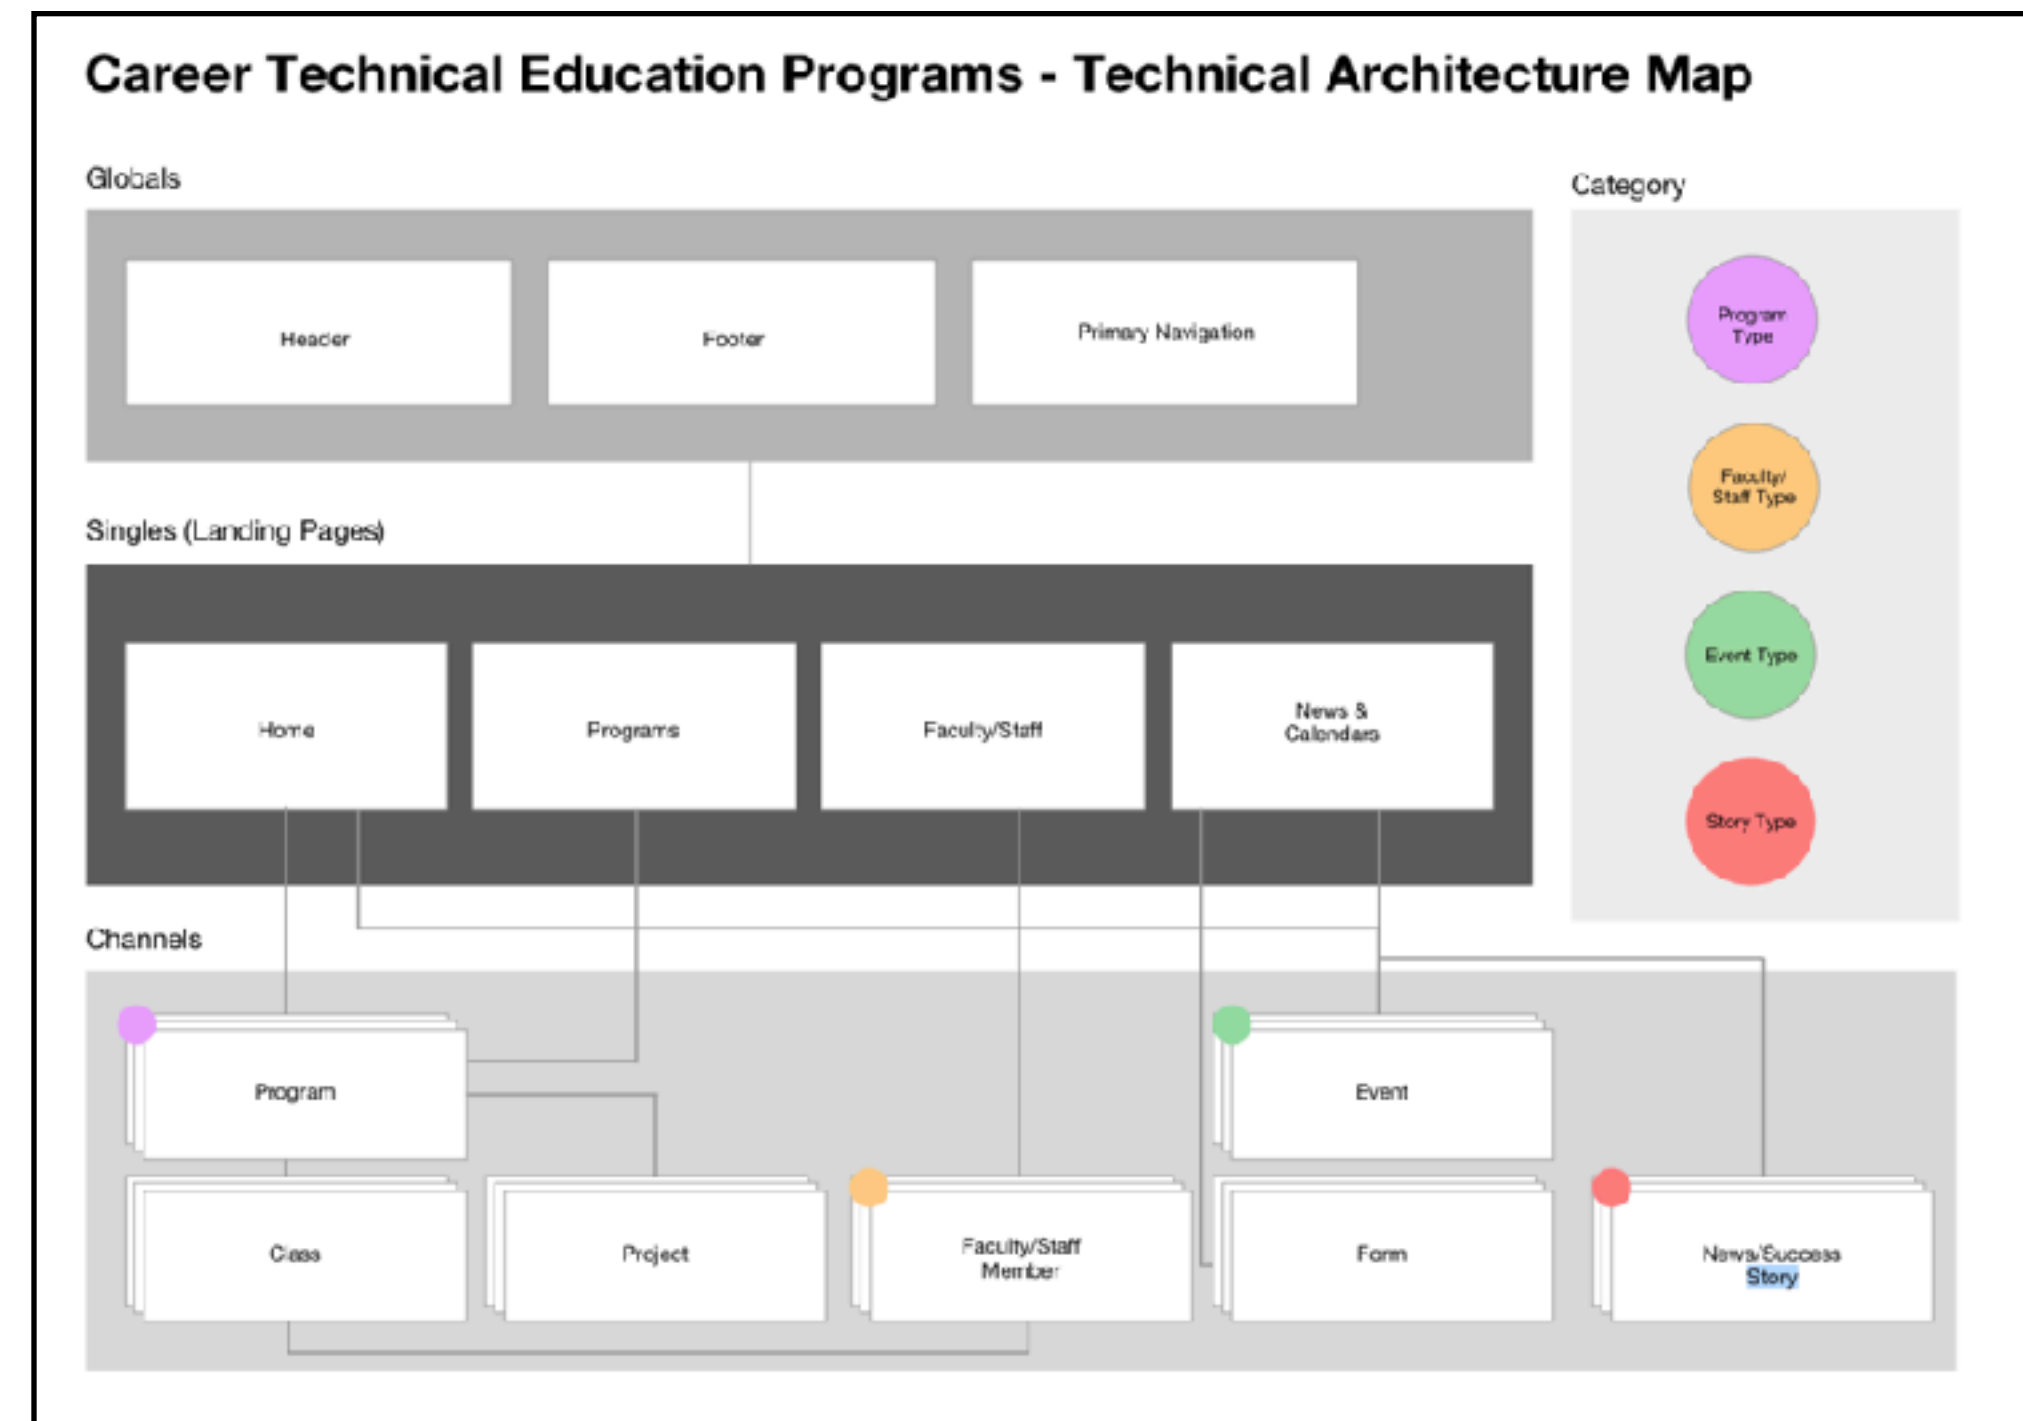 Career Technical Education Programs - Technical Architecture Map
Globals
Category
Header
Footer
Primary Navigation
Program
Type
Faculty/
Staff Type
Event Type
Story Type
Singles (Landing Pages)
Home
Programs
Faculty/Staff
News &
Calendars
Channels
Program
Event
Class
Project
Faculty/Staff
Member
Form
News/Success
Story